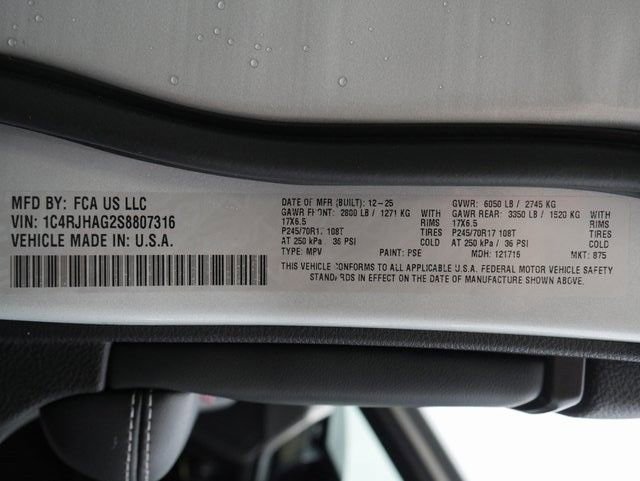 MFD BY: FCA US LLC
VIN: 1C4RJHAG2S8807316
VEHICLE MADE IN: U.S.A.
DATE OF MFR (BUILT): 12-25 GVWR: 6050 LB / 2745 KG
GAWR FRONT: 2800 LB / 1271 KG WITH GAWR REAR: 3350 LB / 1520 KG WITH
17X6.5 RIMS 17X6.5 RIMS
P245/70R17 108T TIRES P245/70R17 108T TIRES
AT 250 kPa / 36 PSI COLD AT 250 kPa / 36 PSI COLD
TYPE: MPV PAINT: PSE MDH: 121716 MKT: 875
THIS VEHICLE CONFORMS TO ALL APPLICABLE U.S.A. FEDERAL MOTOR VEHICLE SAFETY
STANDARDS IN EFFECT ON THE DATE OF MANUFACTURE SHOWN ABOVE.